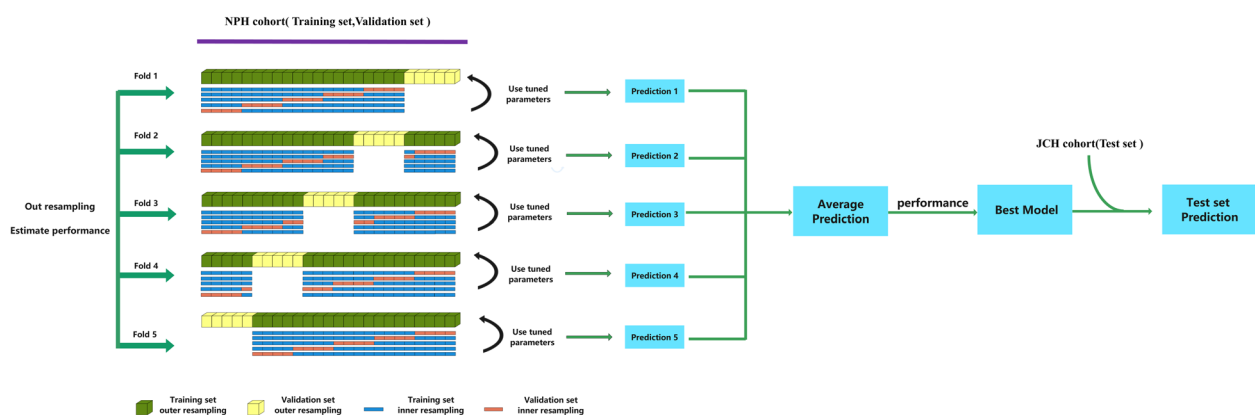 NPH cohort( Training set,Validation set )
Fold 1
Use tuned
parameters
Prediction 1
Fold 2
Use tuned
parameters
Prediction 2
JCH cohort(Test set )
Out resampling
Estimate performance
Fold 3
Use tuned
parameters
Prediction 3
Average
Prediction
performance
Best Model
Test set
Prediction
Fold 4
Use tuned
parameters
Prediction 4
Fold 5
Use tuned
parameters
Prediction 5
Training set
outer resampling
Validation set
outer resampling
Training set
inner resampling
Validation set
inner resampling